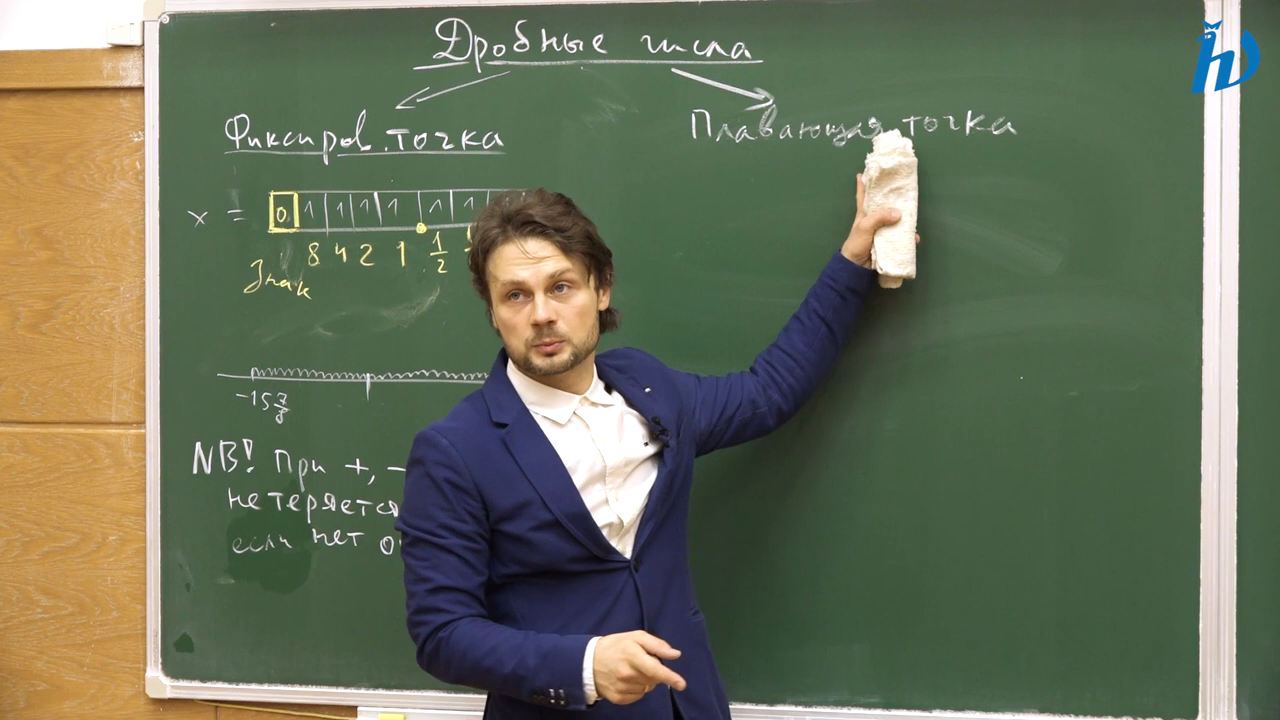 Дробные числа
Фиксиров. точка
Плавающая точка
x = 0 1 1 1 1 1 1
8 4 2 1 1/2
Знак
-15 7/8
NB! При +, -
не теряется
если нет